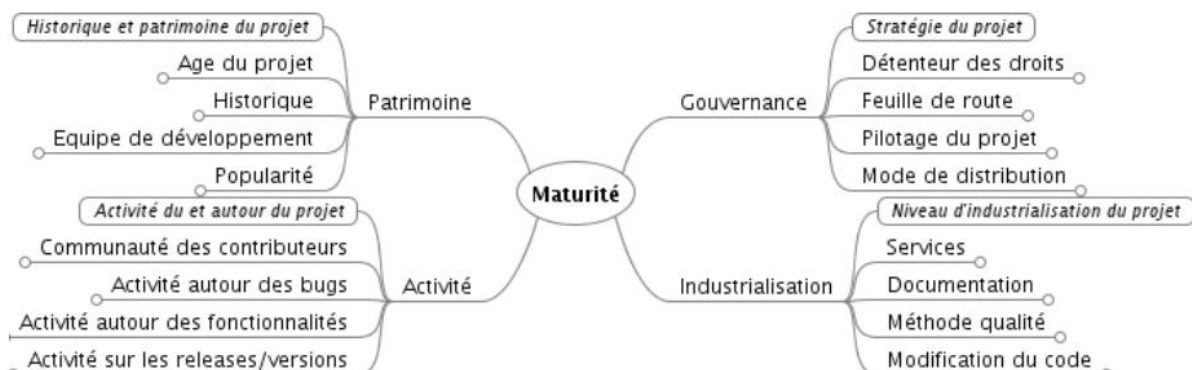 Historique et patrimoine du projet
Age du projet
Historique
Equipe de développement
Popularité
Patrimoine
Activité du et autour du projet
Communauté des contributeurs
Activité autour des bugs
Activité autour des fonctionnalités
Activité sur les releases/versions
Activité
Maturité
Stratégie du projet
Détenteur des droits
Feuille de route
Pilotage du projet
Mode de distribution
Gouvernance
Niveau d'industrialisation du projet
Services
Documentation
Méthode qualité
Modification du code
Industrialisation